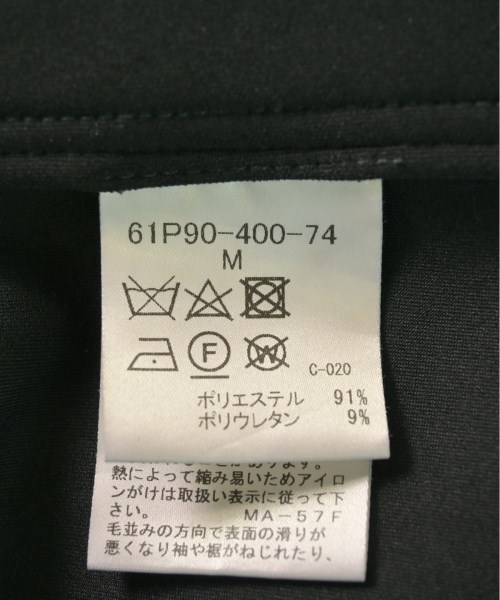 61P90-400-74
M
F
W
C-020
ポリエステル 91%
ポリウレタン 9%
熱によって縮み易いためアイロ
ンがけは取扱い表示に従って下
さい。 MA-57F
毛並みの方向で表面の滑りが
悪くなり袖や裾がねじれたり、